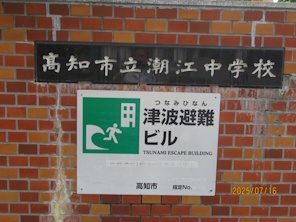 高知市立潮江中学校
つなみひなん
津波避難
ビル
TSUNAMI ESCAPE BUILDING
高知市
指定No.
2025/07/16